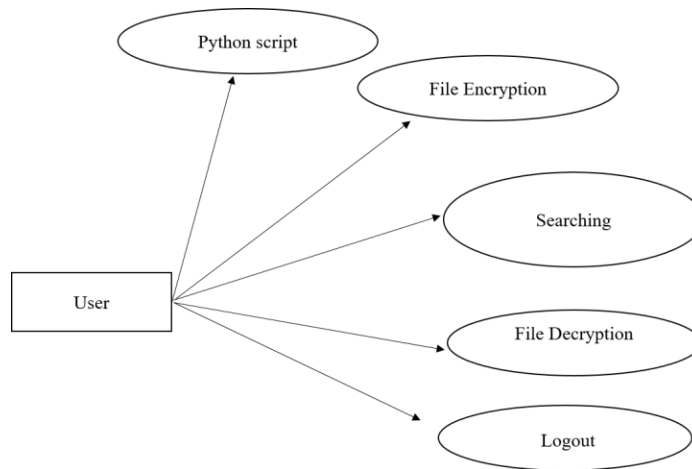 Python script
File Encryption
Searching
User
File Decryption
Logout